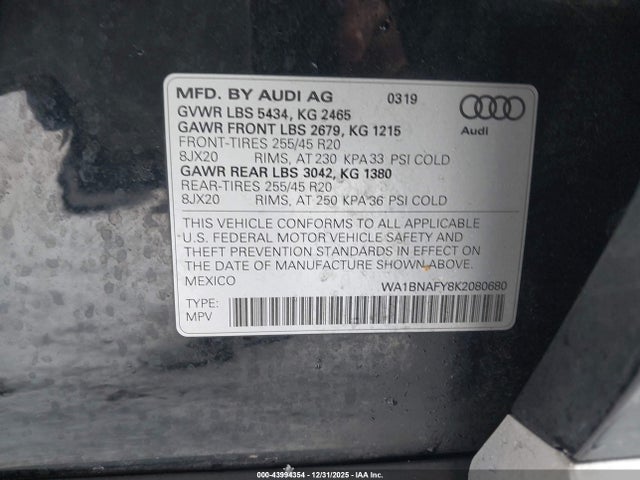 MFD. BY AUDI AG 0319
GVWR LBS 5434, KG 2465
GAWR FRONT LBS 2679, KG 1215
FRONT-TIRES 255/45 R20
8JX20 RIMS, AT 230 KPA 33 PSI COLD
GAWR REAR LBS 3042, KG 1380
REAR-TIRES 255/45 R20
8JX20 RIMS, AT 250 KPA 36 PSI COLD
Audi
THIS VEHICLE CONFORMS TO ALL APPLICABLE
U.S. FEDERAL MOTOR VEHICLE SAFETY AND
THEFT PREVENTION STANDARDS IN EFFECT ON
THE DATE OF MANUFACTURE SHOWN ABOVE.
MEXICO WA1BNAFY8K2080680
TYPE:
MPV
00-43994354 | 12/31/2025 - IAA